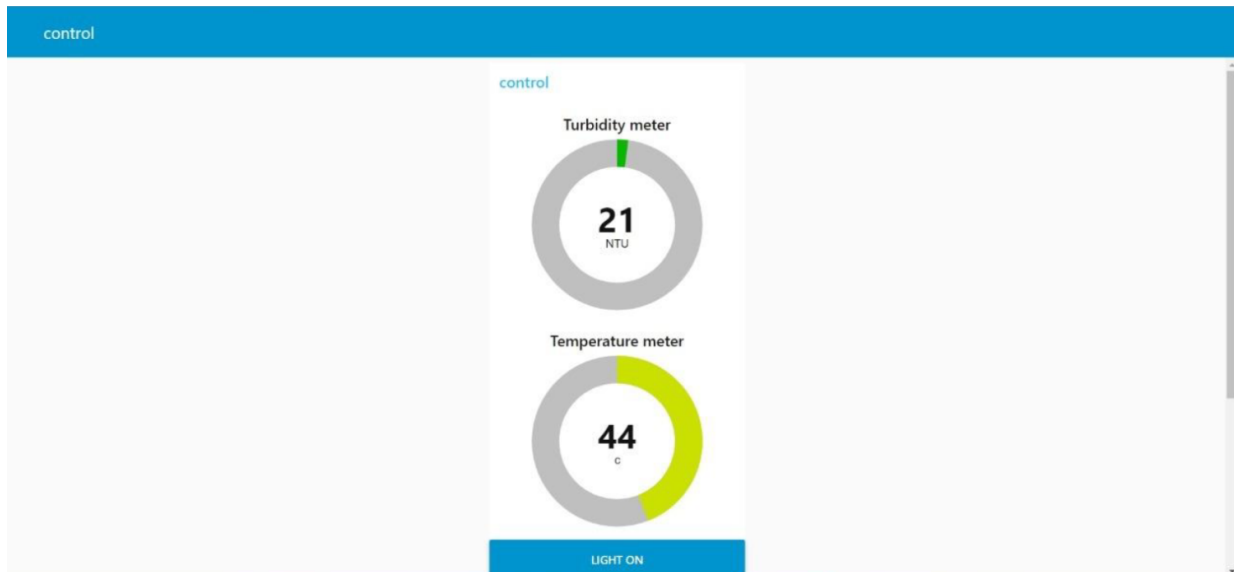 control
control
Turbidity meter
21
NTU
Temperature meter
44
c
LIGHT ON